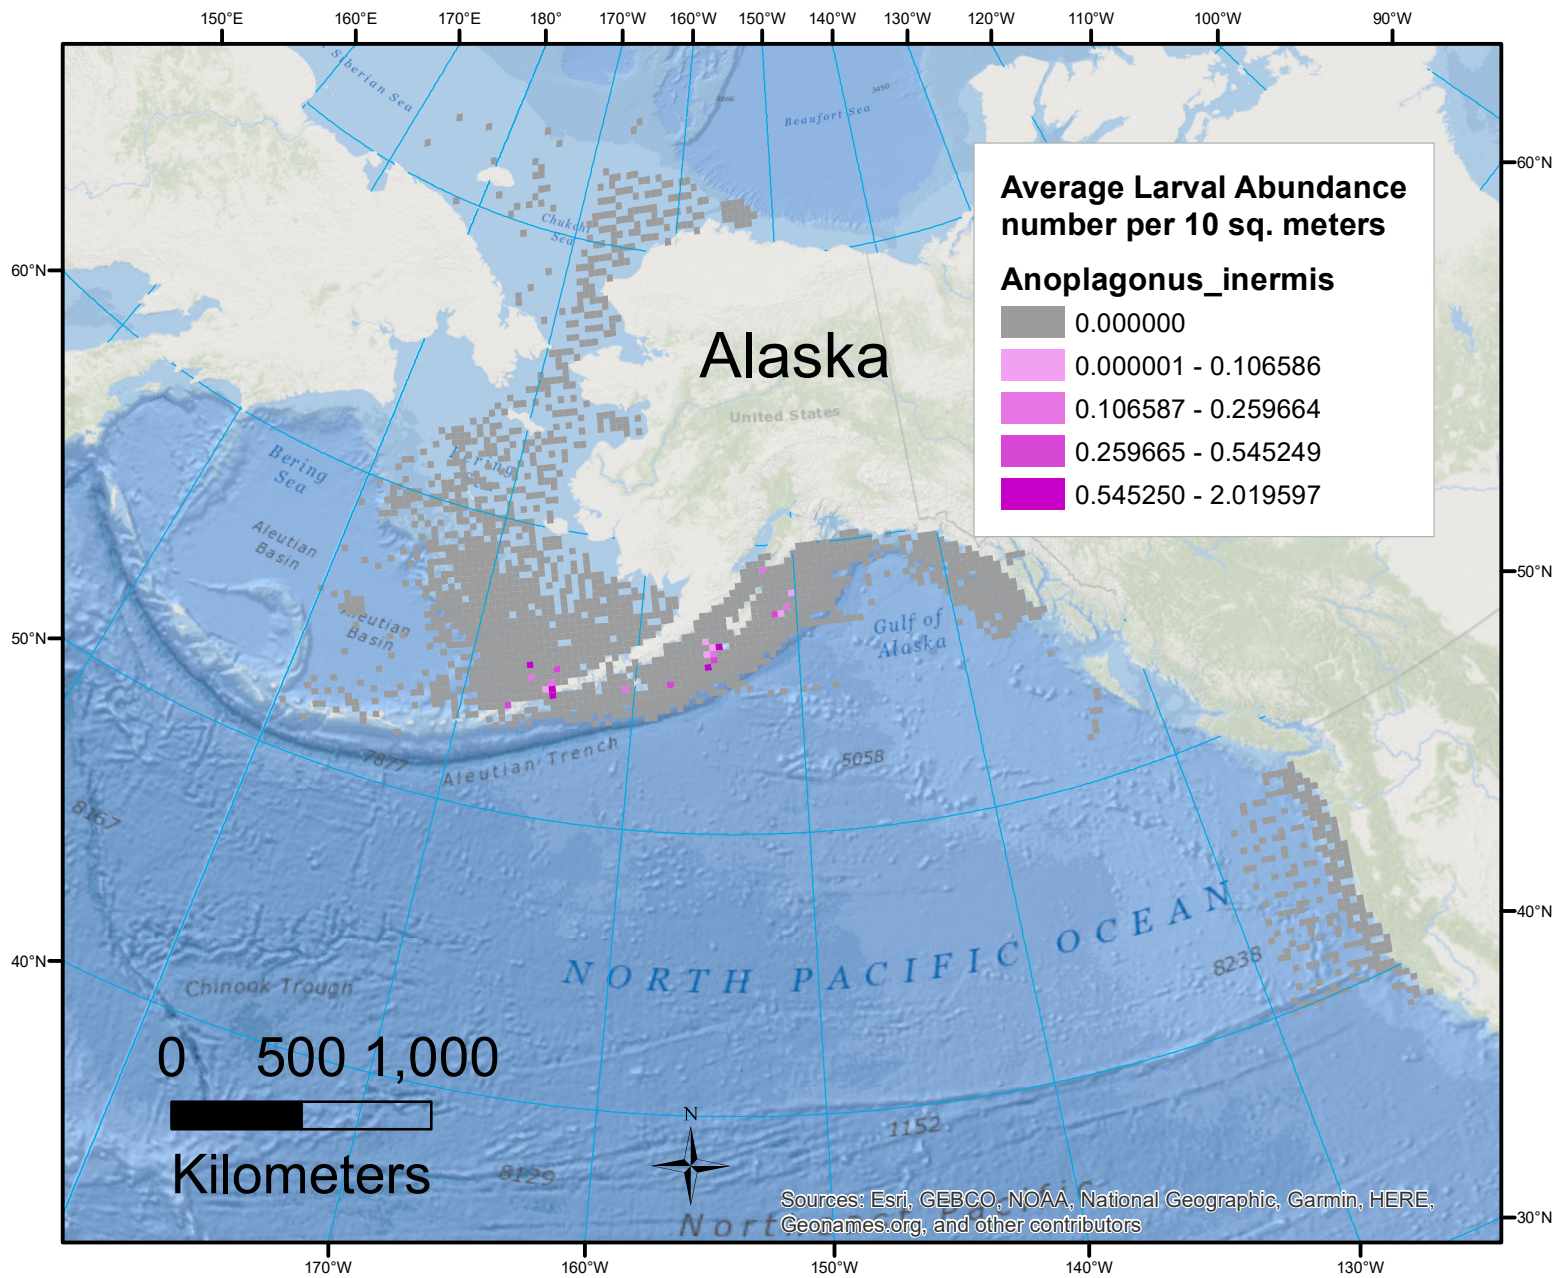 150°E 160°E 170°E 180° 170°W 160°W 150°W 140°W 130°W 120°W 110°W 100°W 90°W
Siberian Sea
3866
3450
Beaufort Sea
60°N
Average Larval Abundance
number per 10 sq. meters
Anoplagonus_inermis
0.000000
0.000001 - 0.106586
0.106587 - 0.259664
0.259665 - 0.545249
0.545250 - 2.019597
Chukchi
Sea
60°N
Alaska
United States
Bering
Sea
Bering
Aleutian
Basin
50°N
Aleutian
Basin
Gulf of
Alaska
50°N
7877
Aleutian Trench
5058
8167
NORTH PACIFIC OCEAN
40°N
8238
40°N
Chinook Trough
0 500 1,000
Kilometers
N
1152
8129
Sources: Esri, GEBCO, NOAA, National Geographic, Garmin, HERE,
Geonames.org, and other contributors
30°N
170°W 160°W 150°W 140°W 130°W